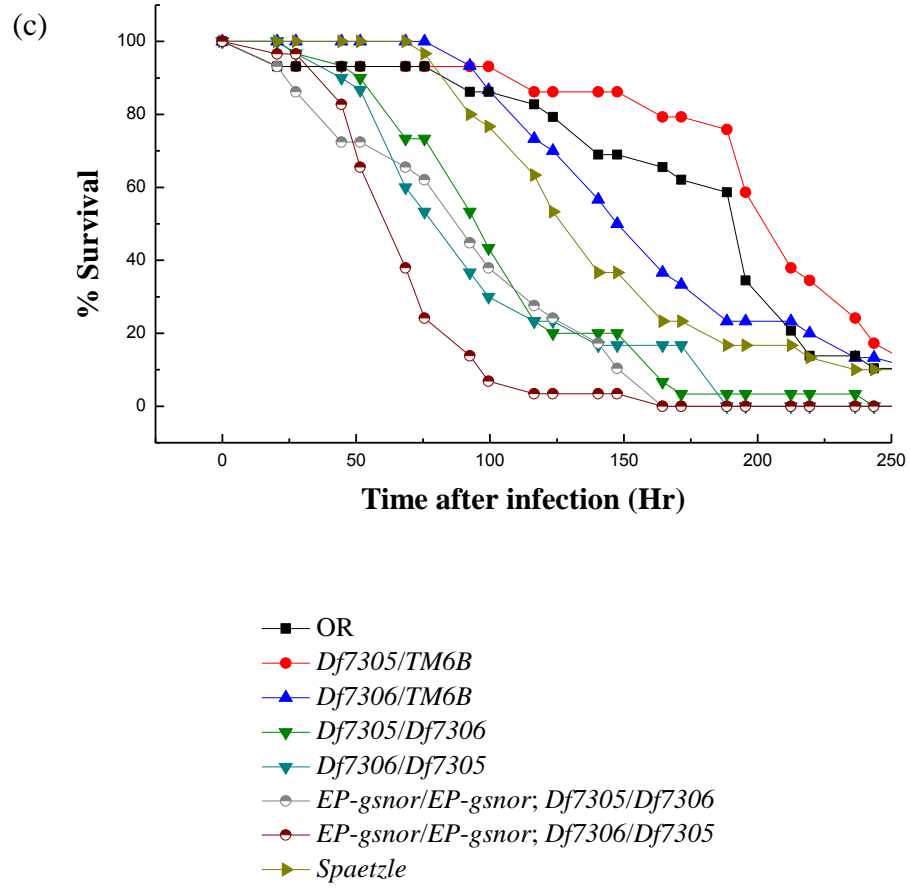 (c)
100
80
60
40
20
0
% Survival
0 50 100 150 200 250
Time after infection (Hr)
OR
Df7305/TM6B
Df7306/TM6B
Df7305/Df7306
Df7306/Df7305
EP-gsnor/EP-gsnor; Df7305/Df7306
EP-gsnor/EP-gsnor; Df7306/Df7305
Spaetzle